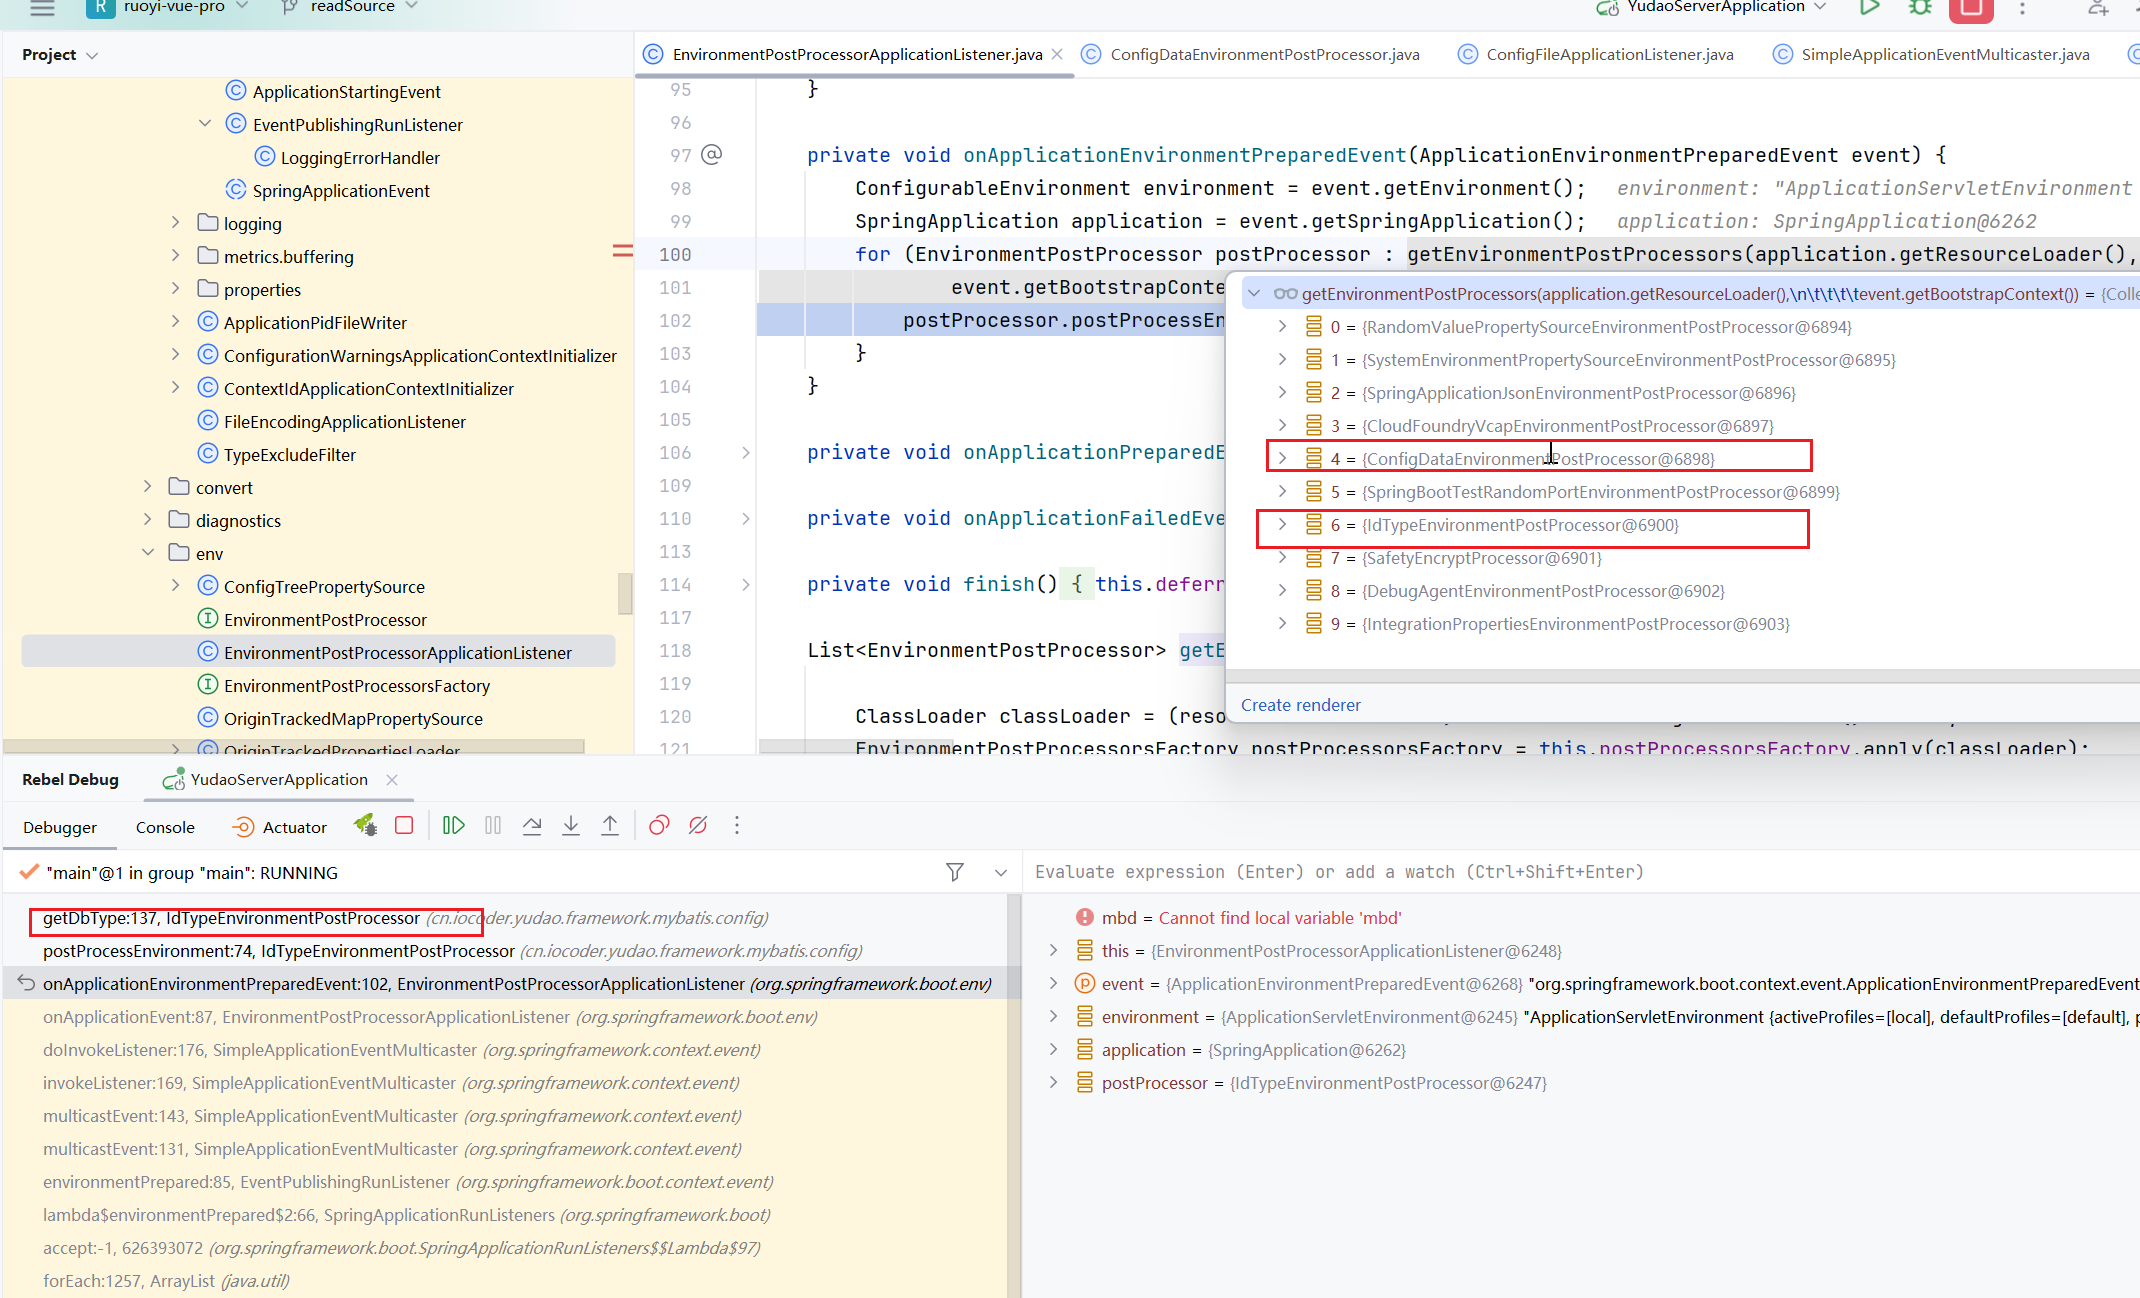 R ruoyi-vue-pro readSource YudaoServerApplication
Project
EnvironmentPostProcessorApplicationListener.java ConfigDataEnvironmentPostProcessor.java ConfigFileApplicationListener.java SimpleApplicationEventMulticaster.java
ApplicationStartingEvent
EventPublishingRunListener
LoggingErrorHandler
SpringApplicationEvent
logging
metrics.buffering
properties
ApplicationPidFileWriter
ConfigurationWarningsApplicationContextInitializer
ContextIdApplicationContextInitializer
FileEncodingApplicationListener
TypeExcludeFilter
convert
diagnostics
env
ConfigTreePropertySource
EnvironmentPostProcessor
EnvironmentPostProcessorApplicationListener
EnvironmentPostProcessorsFactory
OriginTrackedMapPropertySource
OriginTrackedPropertiesLoader
95 }
96
97 private void onApplicationEnvironmentPreparedEvent(ApplicationEnvironmentPreparedEvent event) {
98 ConfigurableEnvironment environment = event.getEnvironment(); environment: "ApplicationServletEnvironment
99 SpringApplication application = event.getSpringApplication(); application: SpringApplication@6262
100 for (EnvironmentPostProcessor postProcessor : getEnvironmentPostProcessors(application.getResourceLoader(),
101 event.getBootstrapConte
102 postProcessor.postProcessEn
103 }
104 }
105
106 private void onApplicationPreparedE
109
110 private void onApplicationFailedEve
113
114 private void finish() { this.deferr
117
118 List<EnvironmentPostProcessor> getE
119
120 ClassLoader classLoader = (reso
121 EnvironmentPostProcessorsFactory postProcessorsFactory = this.postProcessorsFactory.apply(classLoader);
getEnvironmentPostProcessors(application.getResourceLoader(),\n\t\t\t\tevent.getBootstrapContext()) = {Colle
0 = {RandomValuePropertySourceEnvironmentPostProcessor@6894}
1 = {SystemEnvironmentPropertySourceEnvironmentPostProcessor@6895}
2 = {SpringApplicationJsonEnvironmentPostProcessor@6896}
3 = {CloudFoundryVcapEnvironmentPostProcessor@6897}
4 = {ConfigDataEnvironmentPostProcessor@6898}
5 = {SpringBootTestRandomPortEnvironmentPostProcessor@6899}
6 = {IdTypeEnvironmentPostProcessor@6900}
7 = {SafetyEncryptProcessor@6901}
8 = {DebugAgentEnvironmentPostProcessor@6902}
9 = {IntegrationPropertiesEnvironmentPostProcessor@6903}
Create renderer
Rebel Debug YudaoServerApplication
Debugger Console Actuator
"main"@1 in group "main": RUNNING
getDbType:137, IdTypeEnvironmentPostProcessor (cn.iocoder.yudao.framework.mybatis.config)
postProcessEnvironment:74, IdTypeEnvironmentPostProcessor (cn.iocoder.yudao.framework.mybatis.config)
onApplicationEnvironmentPreparedEvent:102, EnvironmentPostProcessorApplicationListener (org.springframework.boot.env)
onApplicationEvent:87, EnvironmentPostProcessorApplicationListener (org.springframework.boot.env)
doInvokeListener:176, SimpleApplicationEventMulticaster (org.springframework.context.event)
invokeListener:169, SimpleApplicationEventMulticaster (org.springframework.context.event)
multicastEvent:143, SimpleApplicationEventMulticaster (org.springframework.context.event)
multicastEvent:131, SimpleApplicationEventMulticaster (org.springframework.context.event)
environmentPrepared:85, EventPublishingRunListener (org.springframework.boot.context.event)
lambda$environmentPrepared$2:66, SpringApplicationRunListeners (org.springframework.boot)
accept:-1, 626393072 (org.springframework.boot.SpringApplicationRunListeners$$Lambda$97)
forEach:1257, ArrayList (java.util)
Evaluate expression (Enter) or add a watch (Ctrl+Shift+Enter)
mbd = Cannot find local variable 'mbd'
this = {EnvironmentPostProcessorApplicationListener@6248}
event = {ApplicationEnvironmentPreparedEvent@6268} "org.springframework.boot.context.event.ApplicationEnvironmentPreparedEvent
environment = {ApplicationServletEnvironment@6245} "ApplicationServletEnvironment {activeProfiles=[local], defaultProfiles=[default], p
application = {SpringApplication@6262}
postProcessor = {IdTypeEnvironmentPostProcessor@6247}